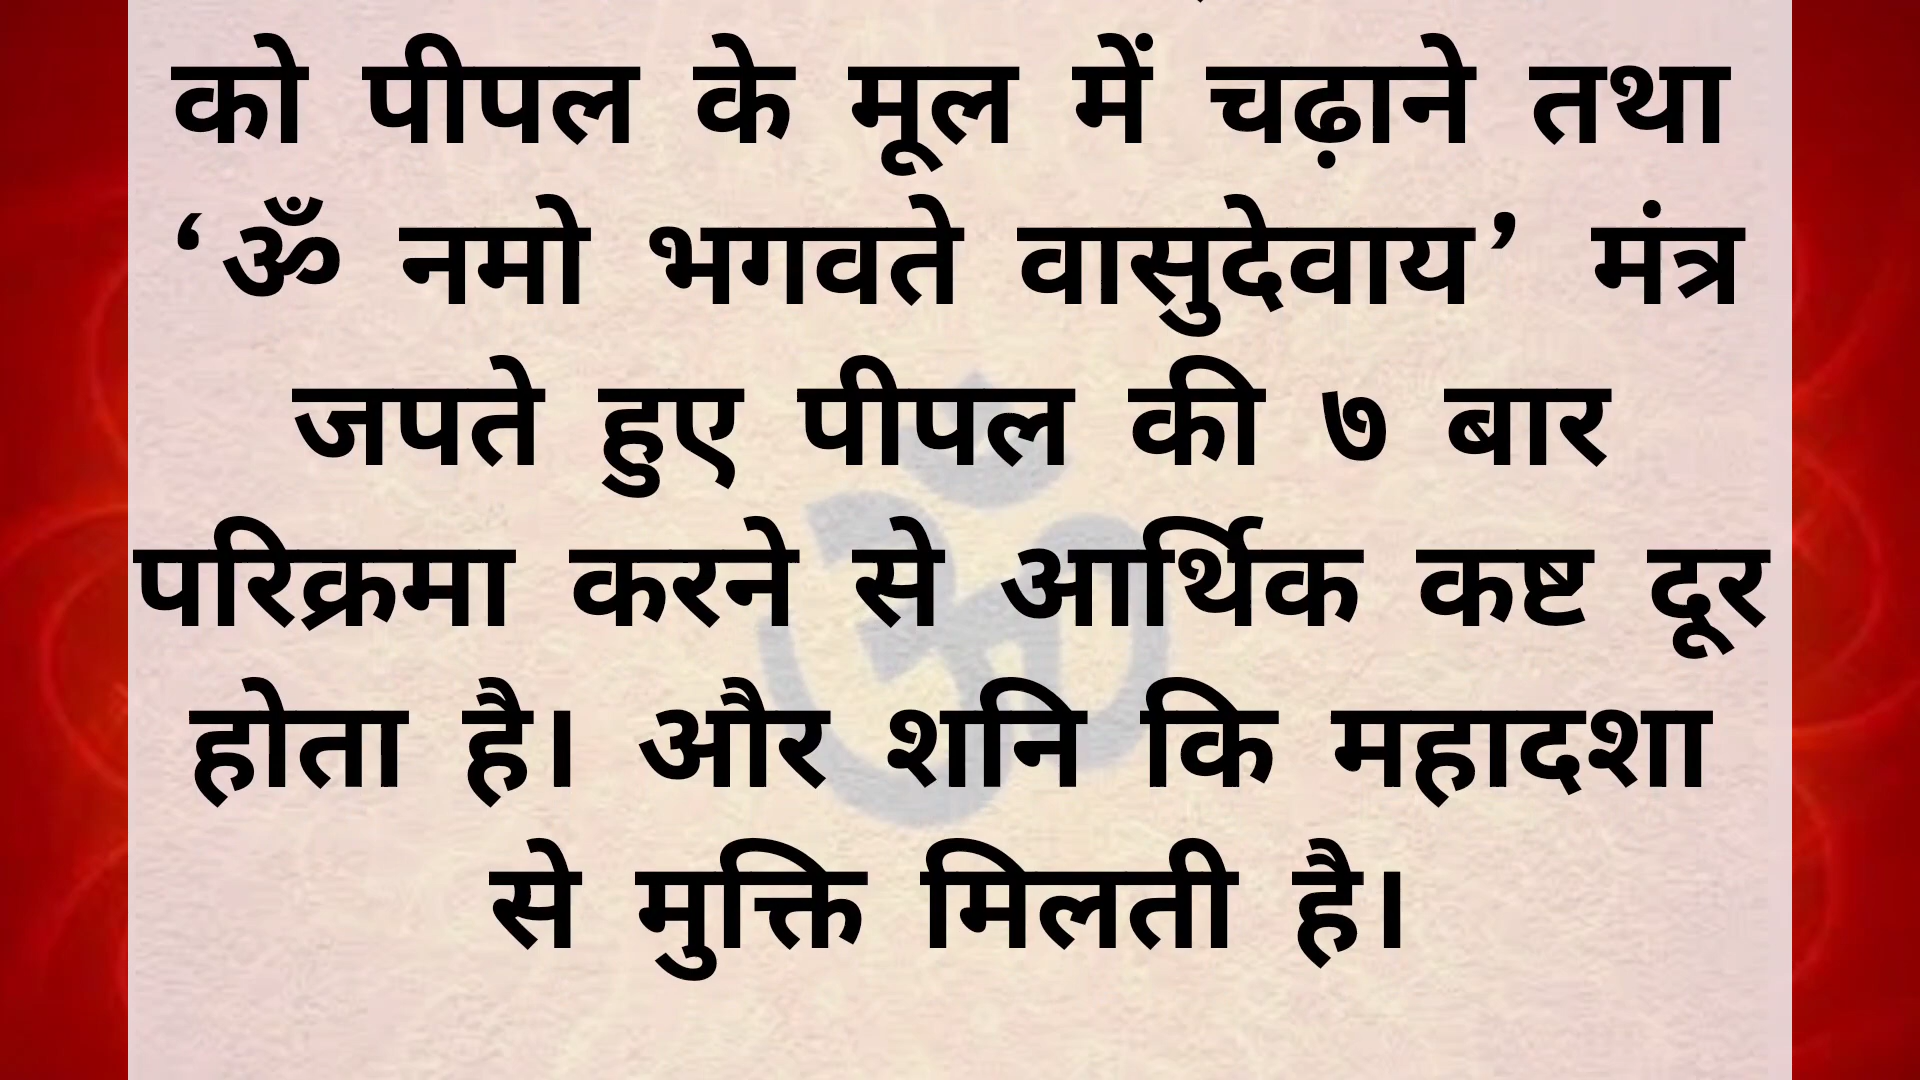 को पीपल के मूल में चढ़ाने तथा
‘ॐ नमो भगवते वासुदेवाय’ मंत्र
जपते हुए पीपल की ७ बार
परिक्रमा करने से आर्थिक कष्ट दूर
होता है। और शनि कि महादशा
से मुक्ति मिलती है।